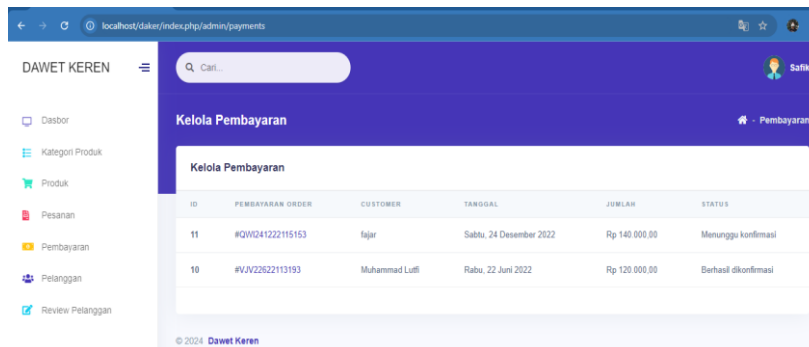 localhost/daker/index.php/admin/payments
DAWET KEREN
Cari...
Safik
Dasbor
Kategori Produk
Produk
Pesanan
Pembayaran
Pelanggan
Review Pelanggan
Kelola Pembayaran
- Pembayaran
Kelola Pembayaran
ID PEMBAYARAN ORDER CUSTOMER TANGGAL JUMLAH STATUS
11 #QWI241222115153 fajar Sabtu, 24 Desember 2022 Rp 140.000,00 Menunggu konfirmasi
10 #VJV22622113193 Muhammad Lutfi Rabu, 22 Juni 2022 Rp 120.000,00 Berhasil dikonfirmasi
© 2024 Dawet Keren